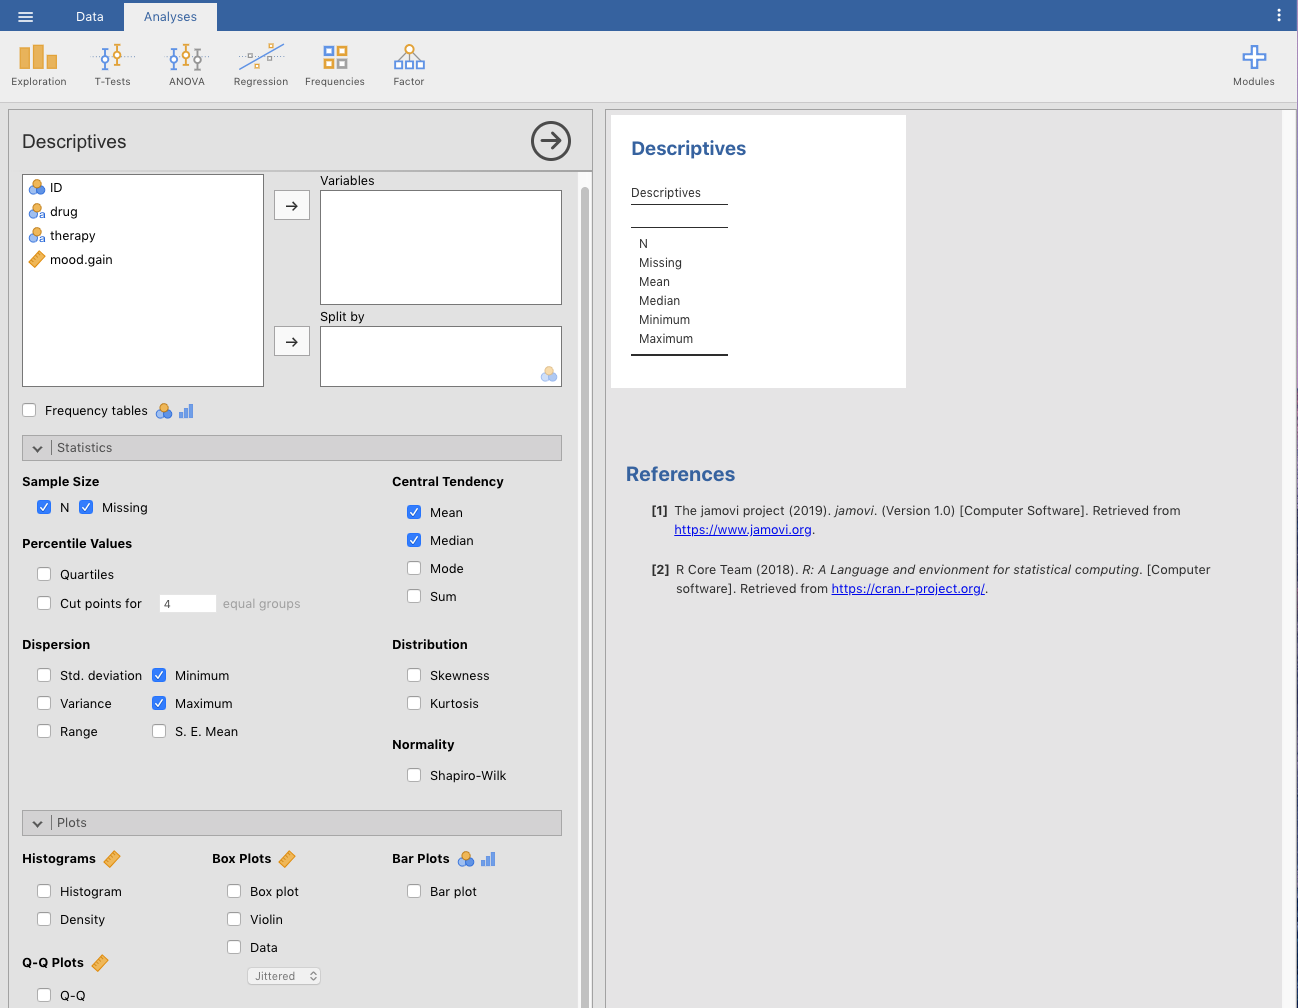 Data Analyses
Exploration T-Tests ANOVA Regression Frequencies Factor Modules
Descriptives
ID
drug
therapy
mood.gain
Variables
Split by
Frequency tables
Statistics
Sample Size
N Missing
Percentile Values
Quartiles
Cut points for 4 equal groups
Dispersion
Std. deviation Minimum
Variance Maximum
Range S. E. Mean
Central Tendency
Mean
Median
Mode
Sum
Distribution
Skewness
Kurtosis
Normality
Shapiro-Wilk
Plots
Histograms
Histogram
Density
Q-Q Plots
Q-Q
Box Plots
Box plot
Violin
Data
Jittered
Bar Plots
Bar plot
Descriptives
Descriptives
N
Missing
Mean
Median
Minimum
Maximum
References
[1] The jamovi project (2019). jamovi. (Version 1.0) [Computer Software]. Retrieved from
https://www.jamovi.org.
[2] R Core Team (2018). R: A Language and envionment for statistical computing. [Computer
software]. Retrieved from https://cran.r-project.org/.